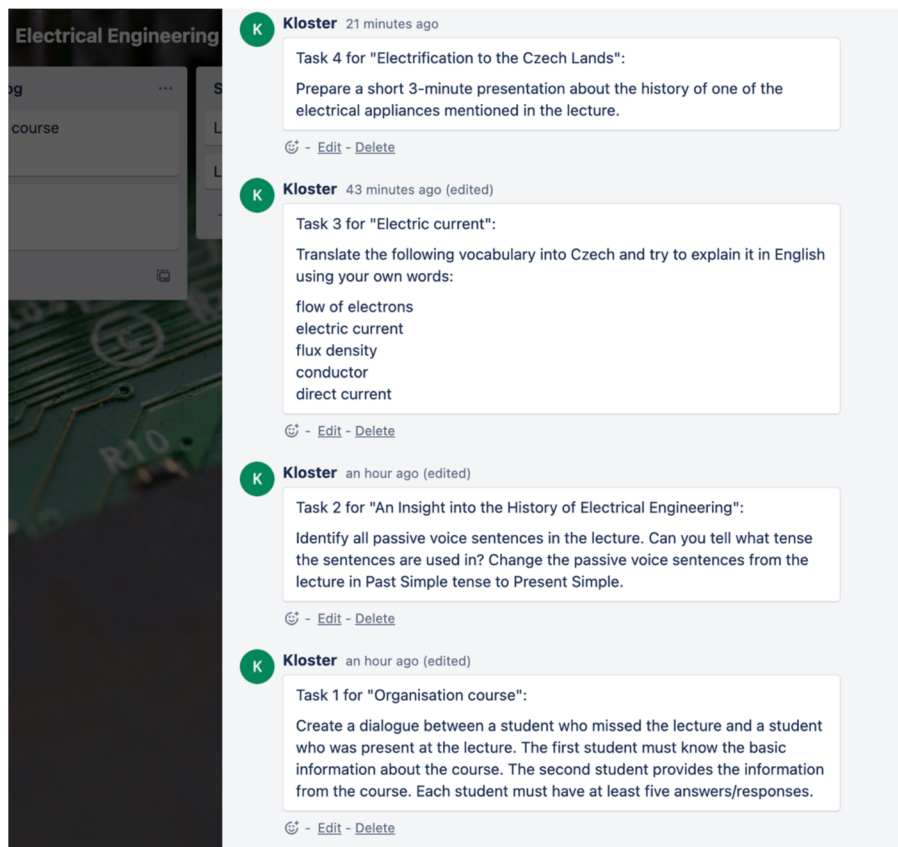 Electrical Engineering
Kloster 21 minutes ago
K
Task 4 for "Electrification to the Czech Lands":
Prepare a short 3-minute presentation about the history of one of the
electrical appliances mentioned in the lecture.
- Edit - Delete
og
S
course
L
L
Kloster 43 minutes ago (edited)
K
Task 3 for "Electric current":
Translate the following vocabulary into Czech and try to explain it in English
using your own words:
flow of electrons
electric current
flux density
conductor
direct current
- Edit - Delete
R10
Kloster an hour ago (edited)
K
Task 2 for "An Insight into the History of Electrical Engineering":
Identify all passive voice sentences in the lecture. Can you tell what tense
the sentences are used in? Change the passive voice sentences from the
lecture in Past Simple tense to Present Simple.
- Edit - Delete
Kloster an hour ago (edited)
K
Task 1 for "Organisation course":
Create a dialogue between a student who missed the lecture and a student
who was present at the lecture. The first student must know the basic
information about the course. The second student provides the information
from the course. Each student must have at least five answers/responses.
- Edit - Delete